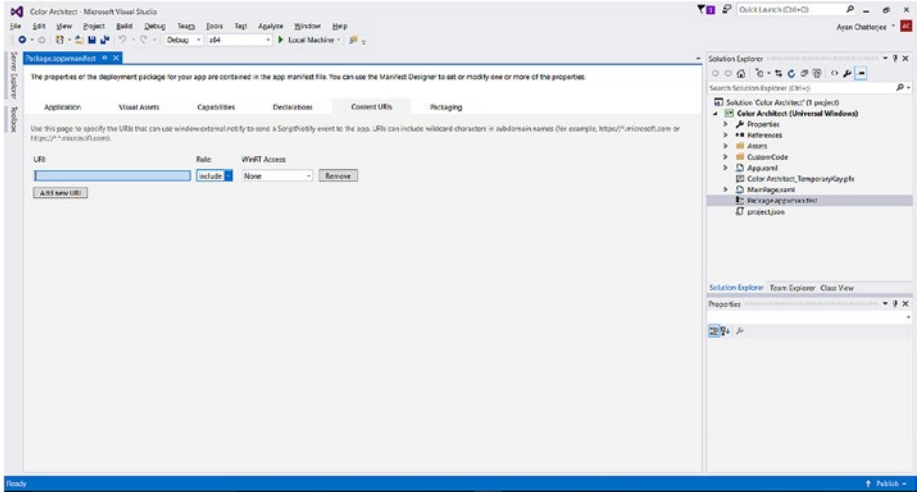 Color Architect - Microsoft Visual Studio
Quick Launch (Ctrl+Q)
File Edit View Project Build Debug Team Tools Test Analyze Window Help
Ayan Chatterjee
AC
Debug x64 Local Machine
Server Explorer
Toolbox
Package.appxmanifest
The properties of the deployment package for your app are contained in the app manifest file. You can use the Manifest Designer to set or modify one or more of the properties.
Application Visual Assets Capabilities Declarations Content URIs Packaging
Use this page to specify the URIs that can use window.external.notify to send a ScriptNotify event to the app. URIs can include wildcard characters in subdomain names (for example, https://*.microsoft.com or
https://*.*.microsoft.com).
URI: Rule: WinRT Access:
include None Remove
Add new URI
Solution Explorer
Search Solution Explorer (Ctrl+;)
Solution 'Color Architect' (1 project)
Color Architect (Universal Windows)
Properties
References
Assets
CustomCode
App.xaml
Color Architect_TemporaryKey.pfx
MainPage.xaml
Package.appxmanifest
project.json
Solution Explorer Team Explorer Class View
Properties
Ready
Publish